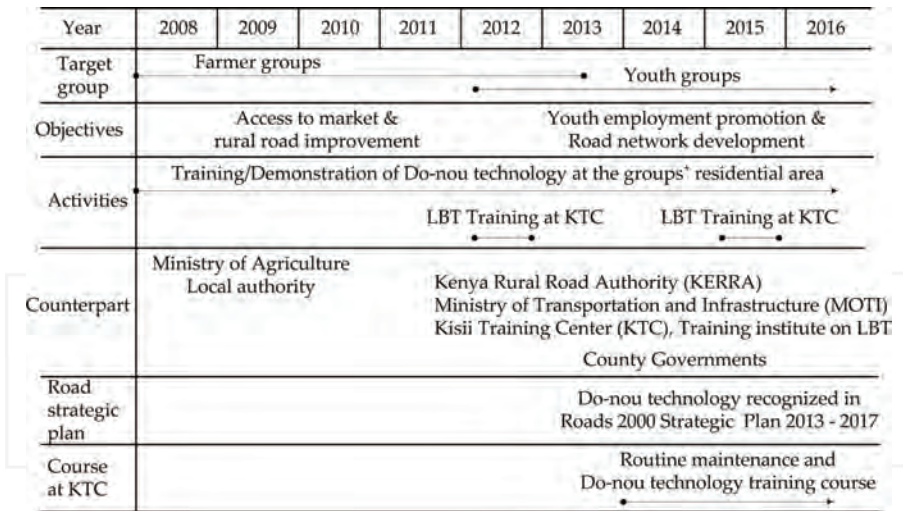 Year 2008 2009 2010 2011 2012 2013 2014 2015 2016
Target
group
Farmer groups
Youth groups
Objectives
Access to market &
rural road improvement
Youth employment promotion &
Road network development
Activities
Training/Demonstration of Do-nou technology at the groups' residential area
LBT Training at KTC
LBT Training at KTC
Counterpart
Ministry of Agriculture
Local authority
Kenya Rural Road Authority (KERRA)
Ministry of Transportation and Infrastructure (MOTI)
Kisii Training Center (KTC), Training institute on LBT
County Governments
Road
strategic
plan
Do-nou technology recognized in
Roads 2000 Strategic Plan 2013 - 2017
Course
at KTC
Routine maintenance and
Do-nou technology training course